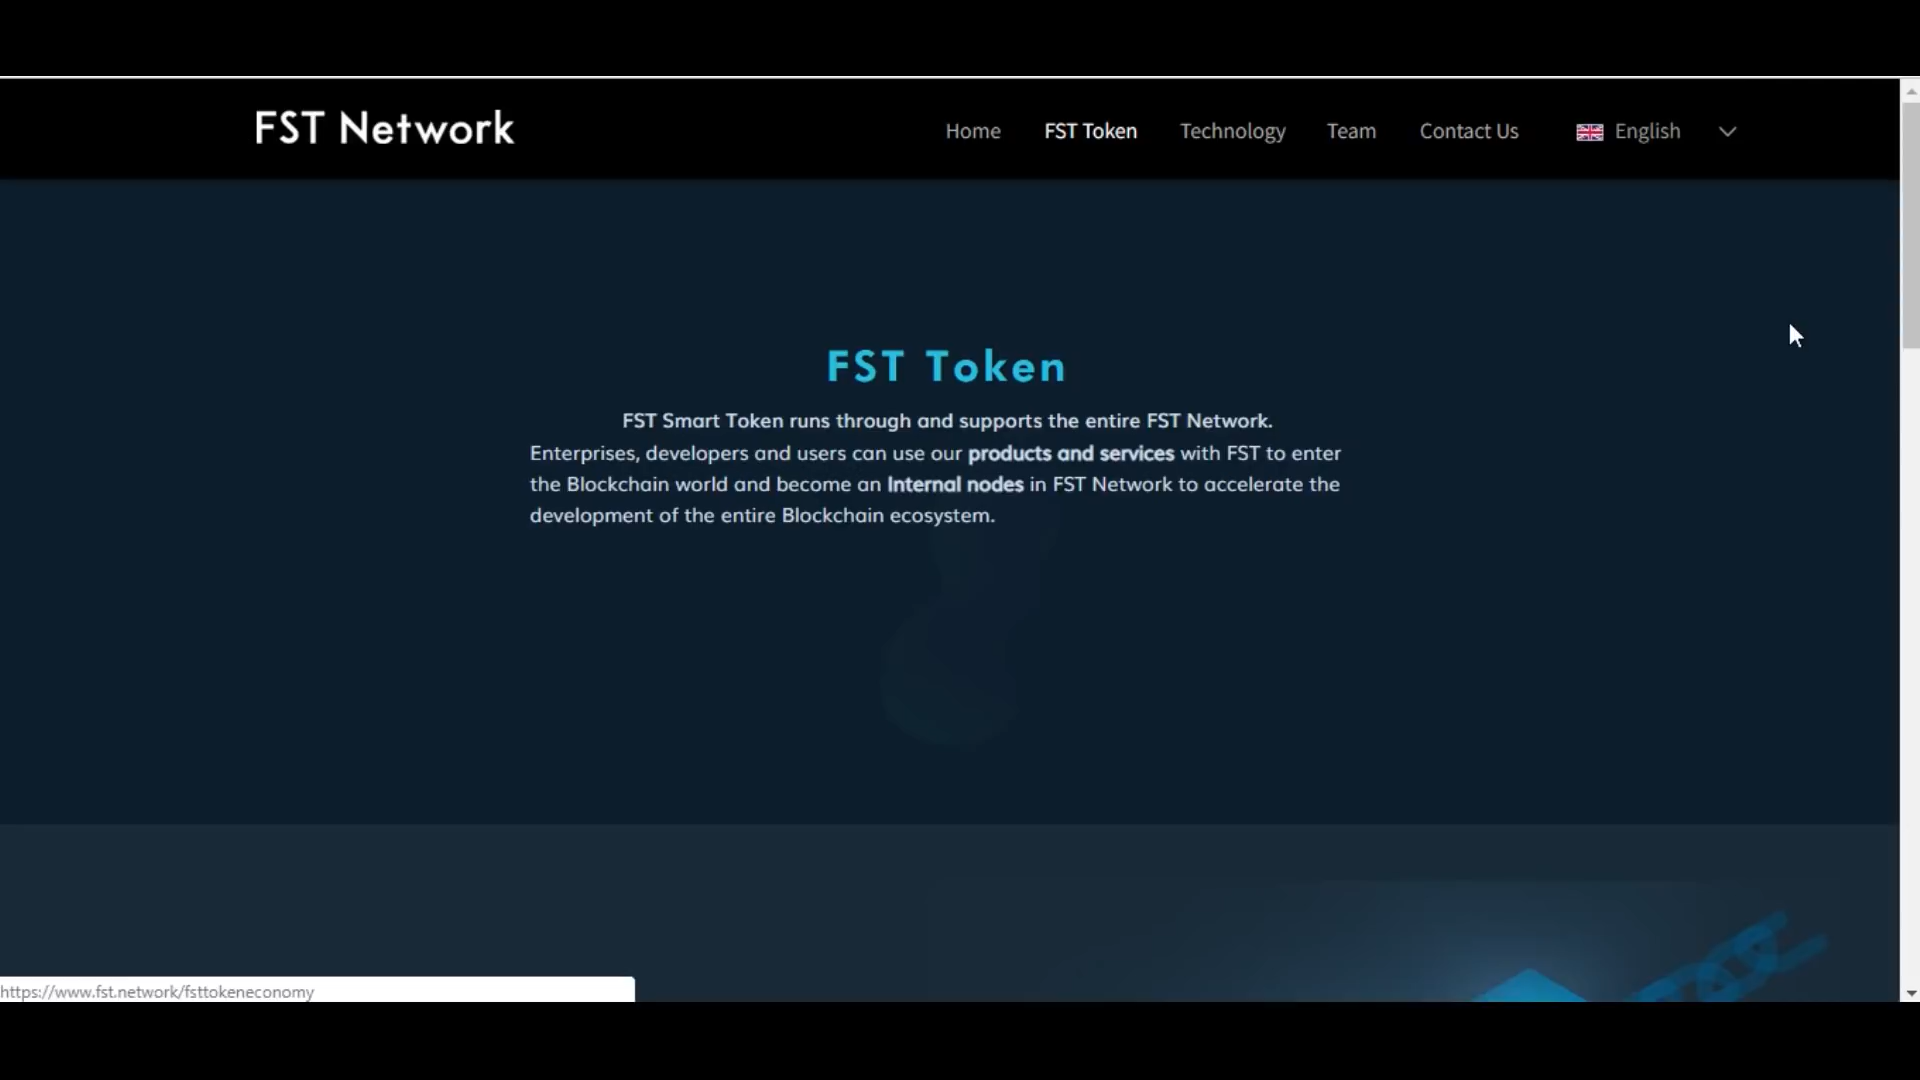 FST Network
Home FST Token Technology Team Contact Us English
FST Token
FST Smart Token runs through and supports the entire FST Network.
Enterprises, developers and users can use our products and services with FST to enter
the Blockchain world and become an Internal nodes in FST Network to accelerate the
development of the entire Blockchain ecosystem.
https://www.fst.network/fsttokeneconomy